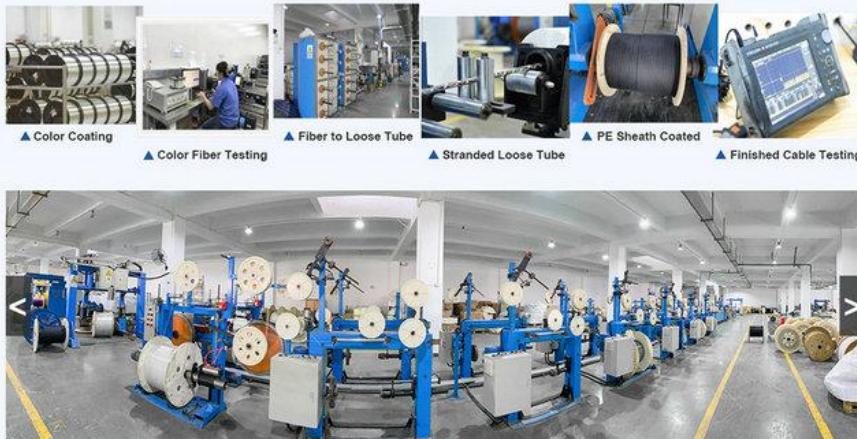 ▲ Color Coating
▲ Color Fiber Testing
▲ Fiber to Loose Tube
▲ Stranded Loose Tube
▲ PE Sheath Coated
▲ Finished Cable Testing
<
>